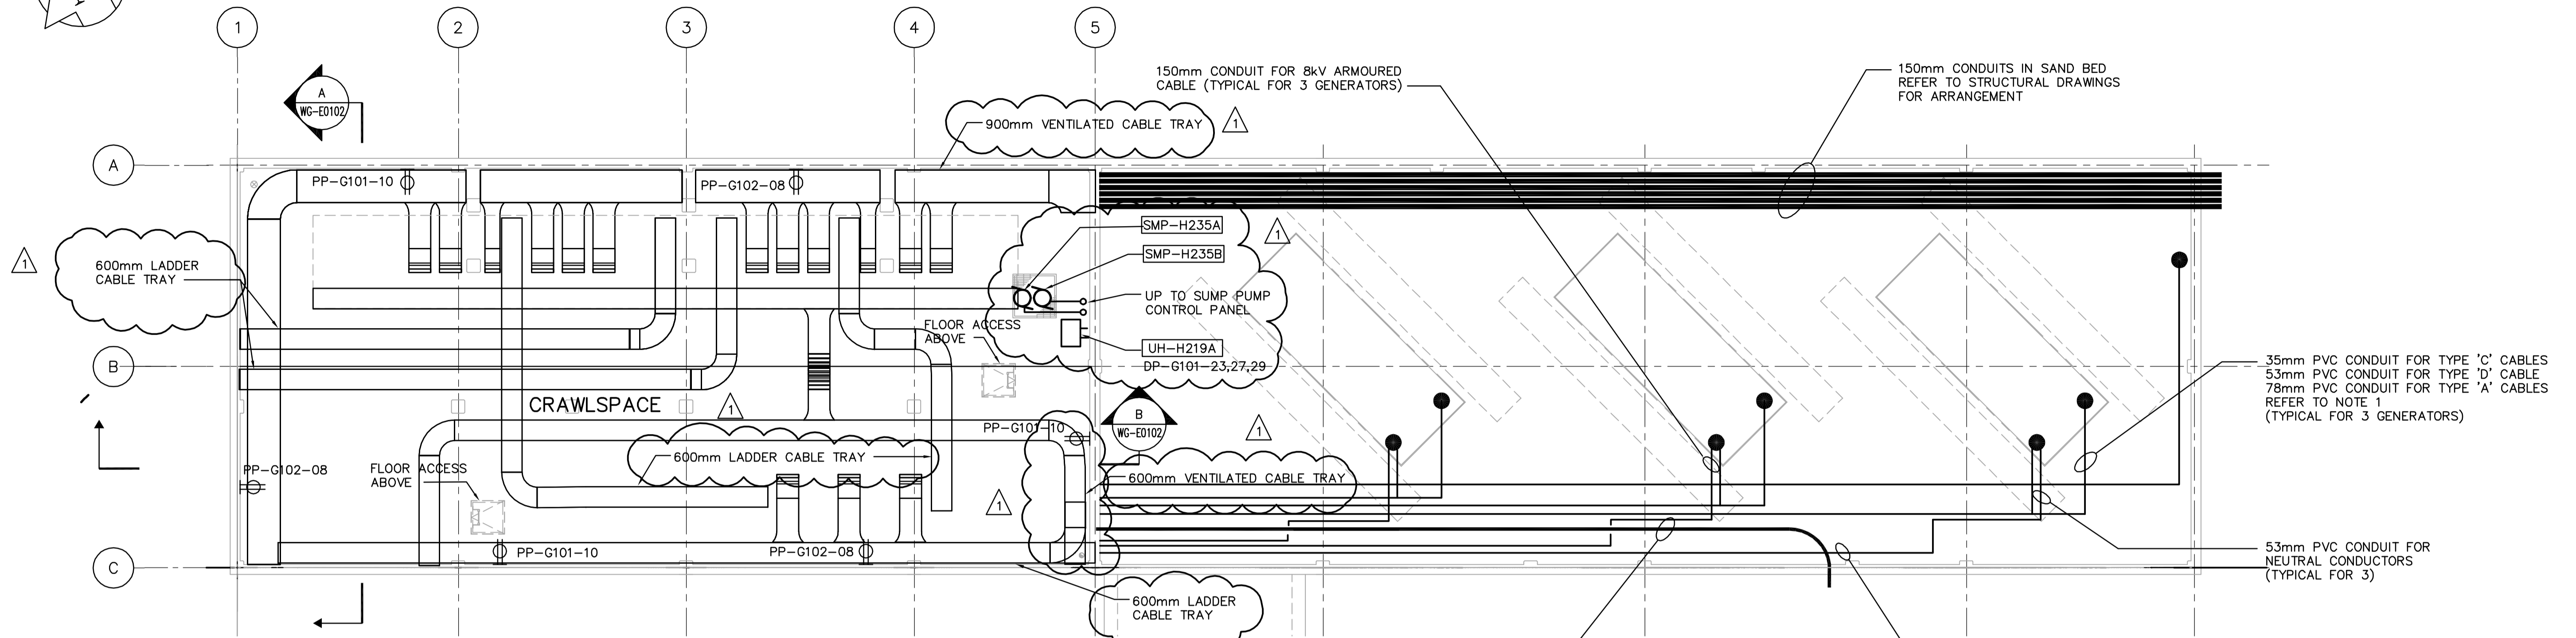 1
2
3
4
5
A
WG-E0102
150mm CONDUIT FOR 8kV ARMOURED
CABLE (TYPICAL FOR 3 GENERATORS)
150mm CONDUITS IN SAND BED
REFER TO STRUCTURAL DRAWINGS
FOR ARRANGEMENT
900mm VENTILATED CABLE TRAY
1
A
PP-G101-10
PP-G102-08
SMP-H235A
1
SMP-H235B
1
600mm LADDER
CABLE TRAY
UP TO SUMP PUMP
CONTROL PANEL
FLOOR ACCESS
ABOVE
UH-H219A
DP-G101-23,27,29
B
35mm PVC CONDUIT FOR TYPE 'C' CABLES
53mm PVC CONDUIT FOR TYPE 'D' CABLE
78mm PVC CONDUIT FOR TYPE 'A' CABLES
REFER TO NOTE 1
(TYPICAL FOR 3 GENERATORS)
CRAWLSPACE
1
B
WG-E0102
PP-G101-10
1
600mm LADDER CABLE TRAY
PP-G102-08
FLOOR ACCESS
ABOVE
600mm VENTILATED CABLE TRAY
1
PP-G101-10
PP-G102-08
C
53mm PVC CONDUIT FOR
NEUTRAL CONDUCTORS
(TYPICAL FOR 3)
600mm LADDER
CABLE TRAY